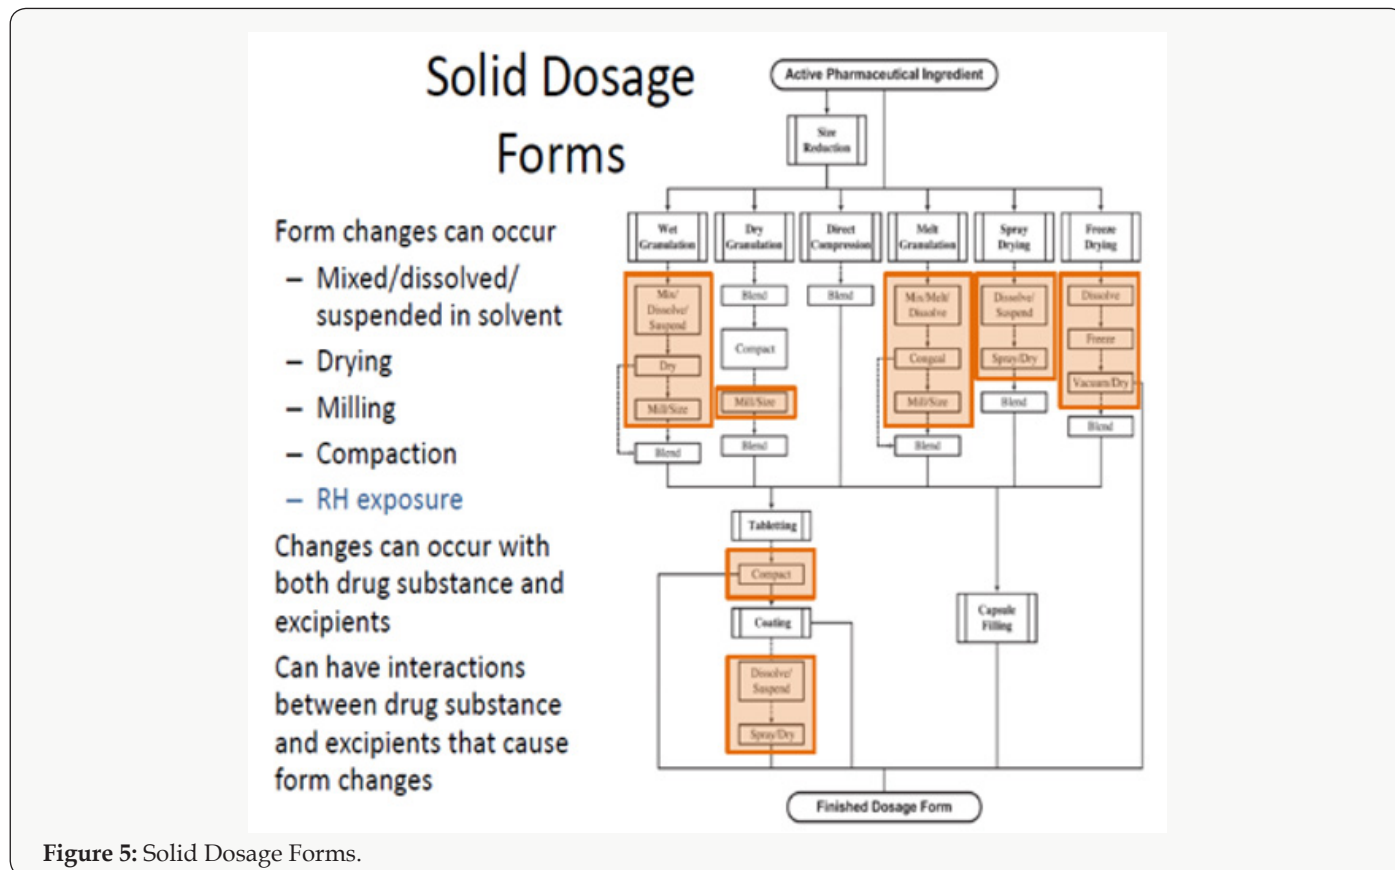 Solid Dosage
Forms
Form changes can occur
– Mixed/dissolved/
suspended in solvent
– Drying
– Milling
– Compaction
– RH exposure
Changes can occur with
both drug substance and
excipients
Can have interactions
between drug substance
and excipients that cause
form changes
Active Pharmaceutical Ingredient
Size
Reduction
Wet
Granulation
Dry
Granulation
Direct
Compression
Melt
Granulation
Spray
Drying
Freeze
Drying
Mix/
Dissolve/
Suspend
Dry
Mill/Size
Blend
Blend
Compact
Mill/Size
Blend
Blend
Mix/Melt/
Dissolve
Congeal
Mill/Size
Blend
Dissolve/
Suspend
Spray/Dry
Blend
Dissolve
Freeze
Vacuum/Dry
Blend
Tabletting
Compact
Coating
Dissolve/
Suspend
Spray/Dry
Capsule
Filling
Finished Dosage Form
Figure 5: Solid Dosage Forms.